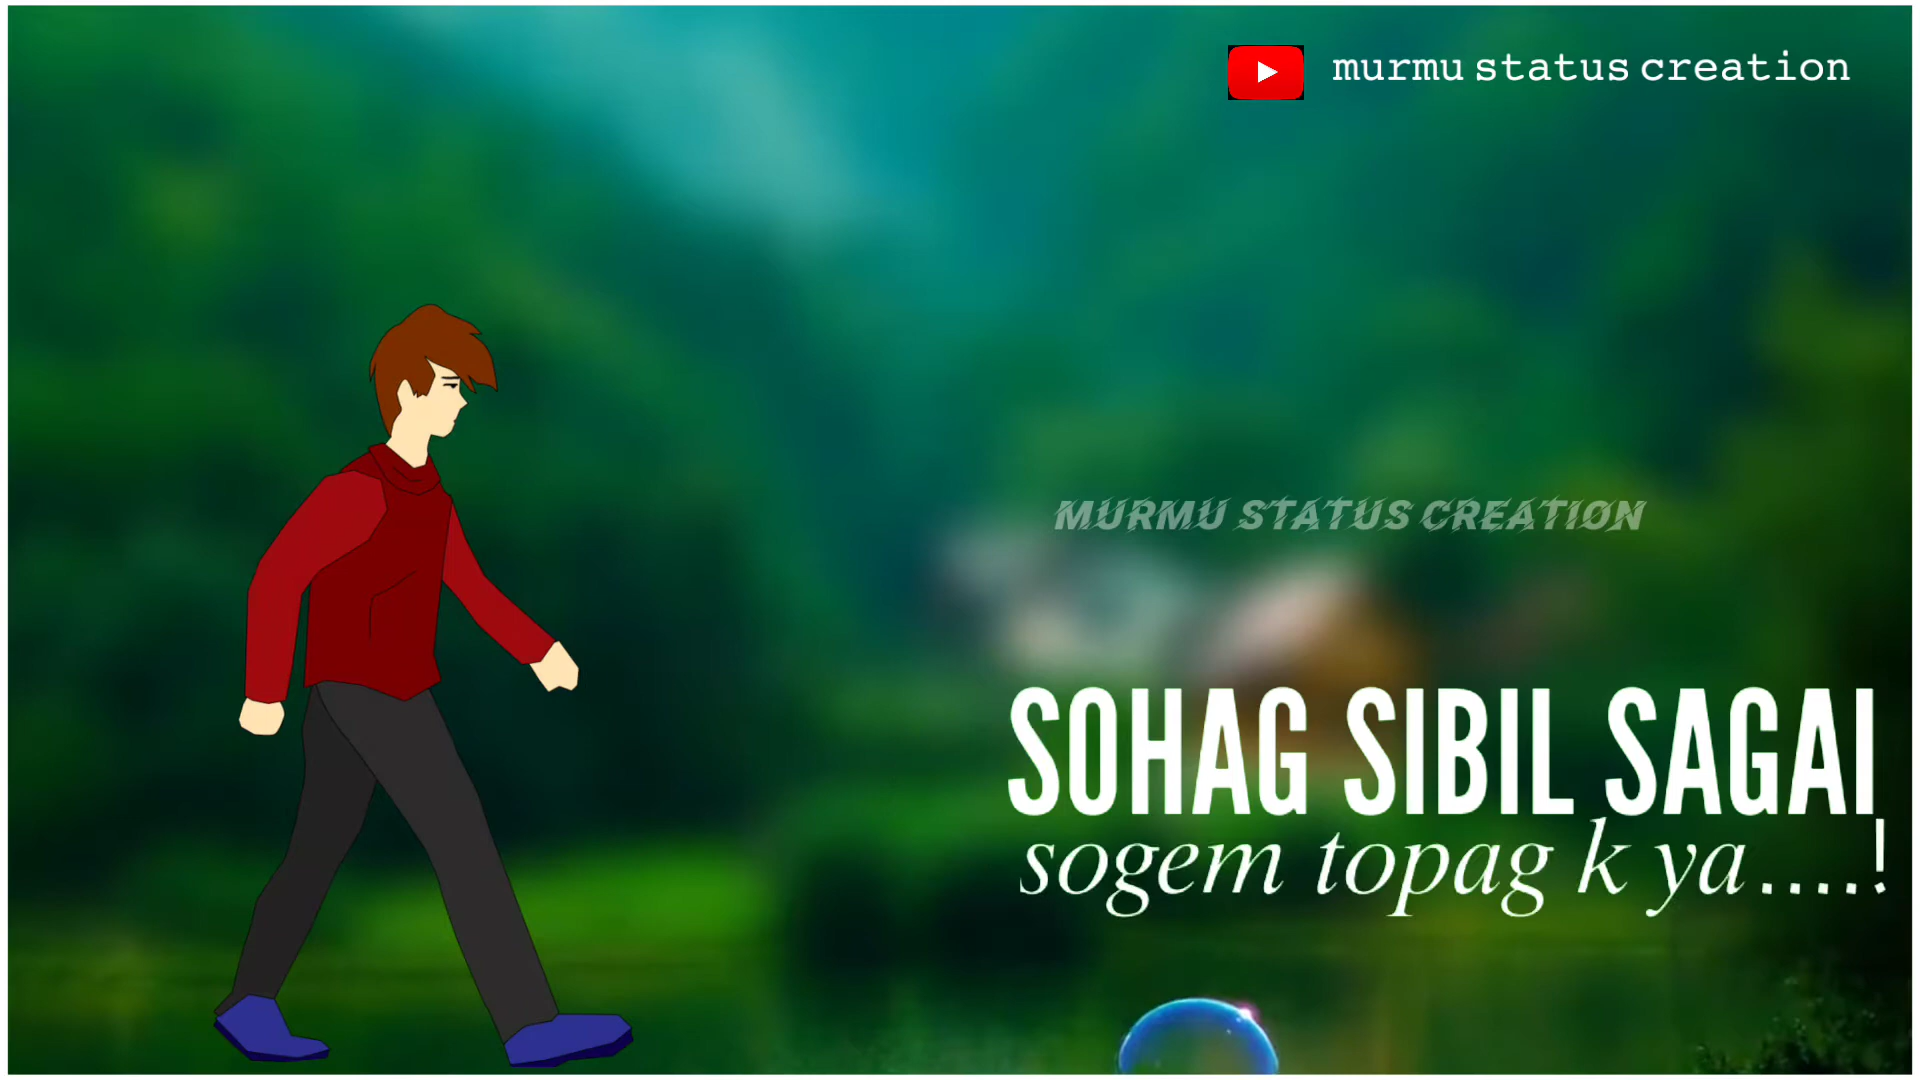 murmu status creation
MURMU STATUS CREATION
SOHAG SIBIL SAGAI
sogem topag k ya....!